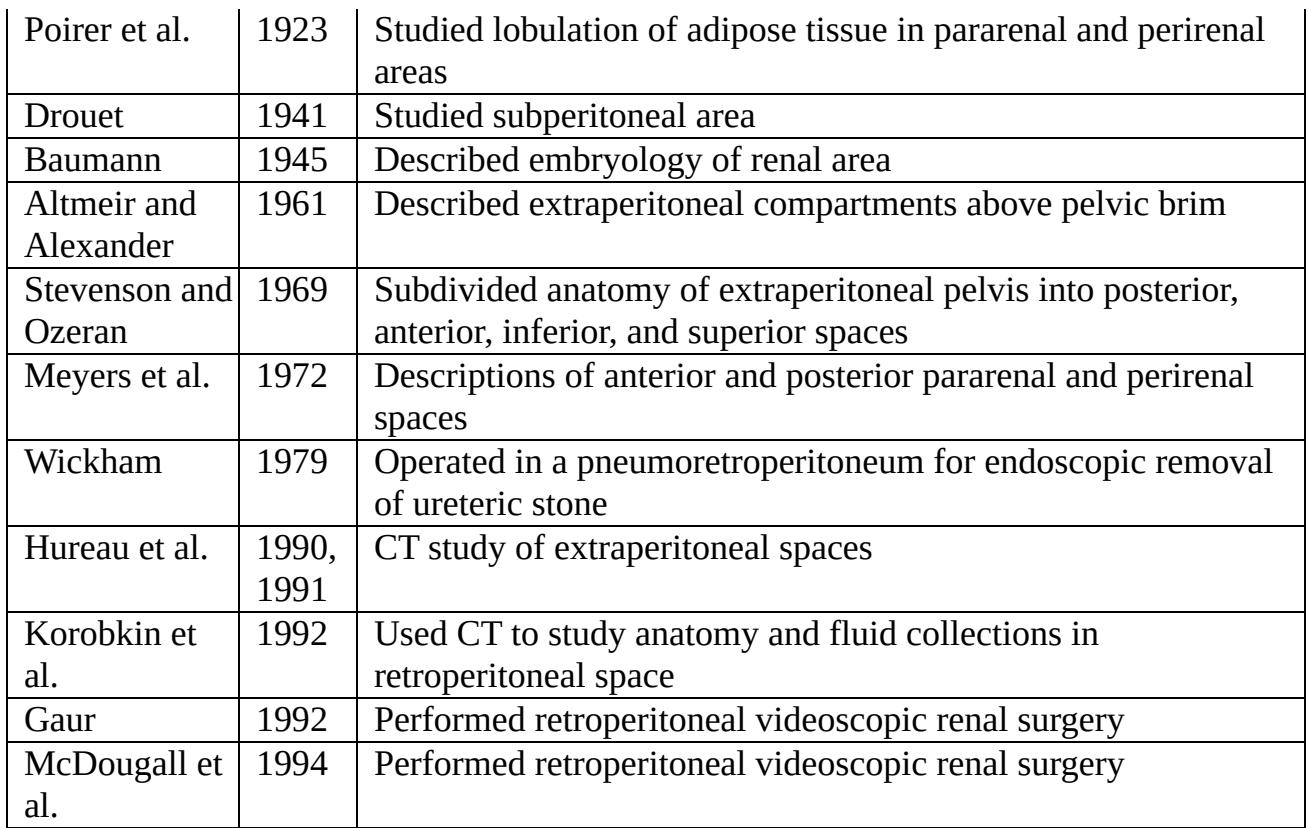 Poirer et al. 1923 Studied lobulation of adipose tissue in pararenal and perirenal
areas
Drouet 1941 Studied subperitoneal area
Baumann 1945 Described embryology of renal area
Altmeir and 1961 Described extraperitoneal compartments above pelvic brim
Alexander
Stevenson and 1969 Subdivided anatomy of extraperitoneal pelvis into posterior,
Ozeran anterior, inferior, and superior spaces
Meyers et al. 1972 Descriptions of anterior and posterior pararenal and perirenal
spaces
Wickham 1979 Operated in a pneumoretroperitoneum for endoscopic removal
of ureteric stone
Hureau et al. 1990, CT study of extraperitoneal spaces
1991
Korobkin et 1992 Used CT to study anatomy and fluid collections in
al. retroperitoneal space
Gaur 1992 Performed retroperitoneal videoscopic renal surgery
McDougall et 1994 Performed retroperitoneal videoscopic renal surgery
al.